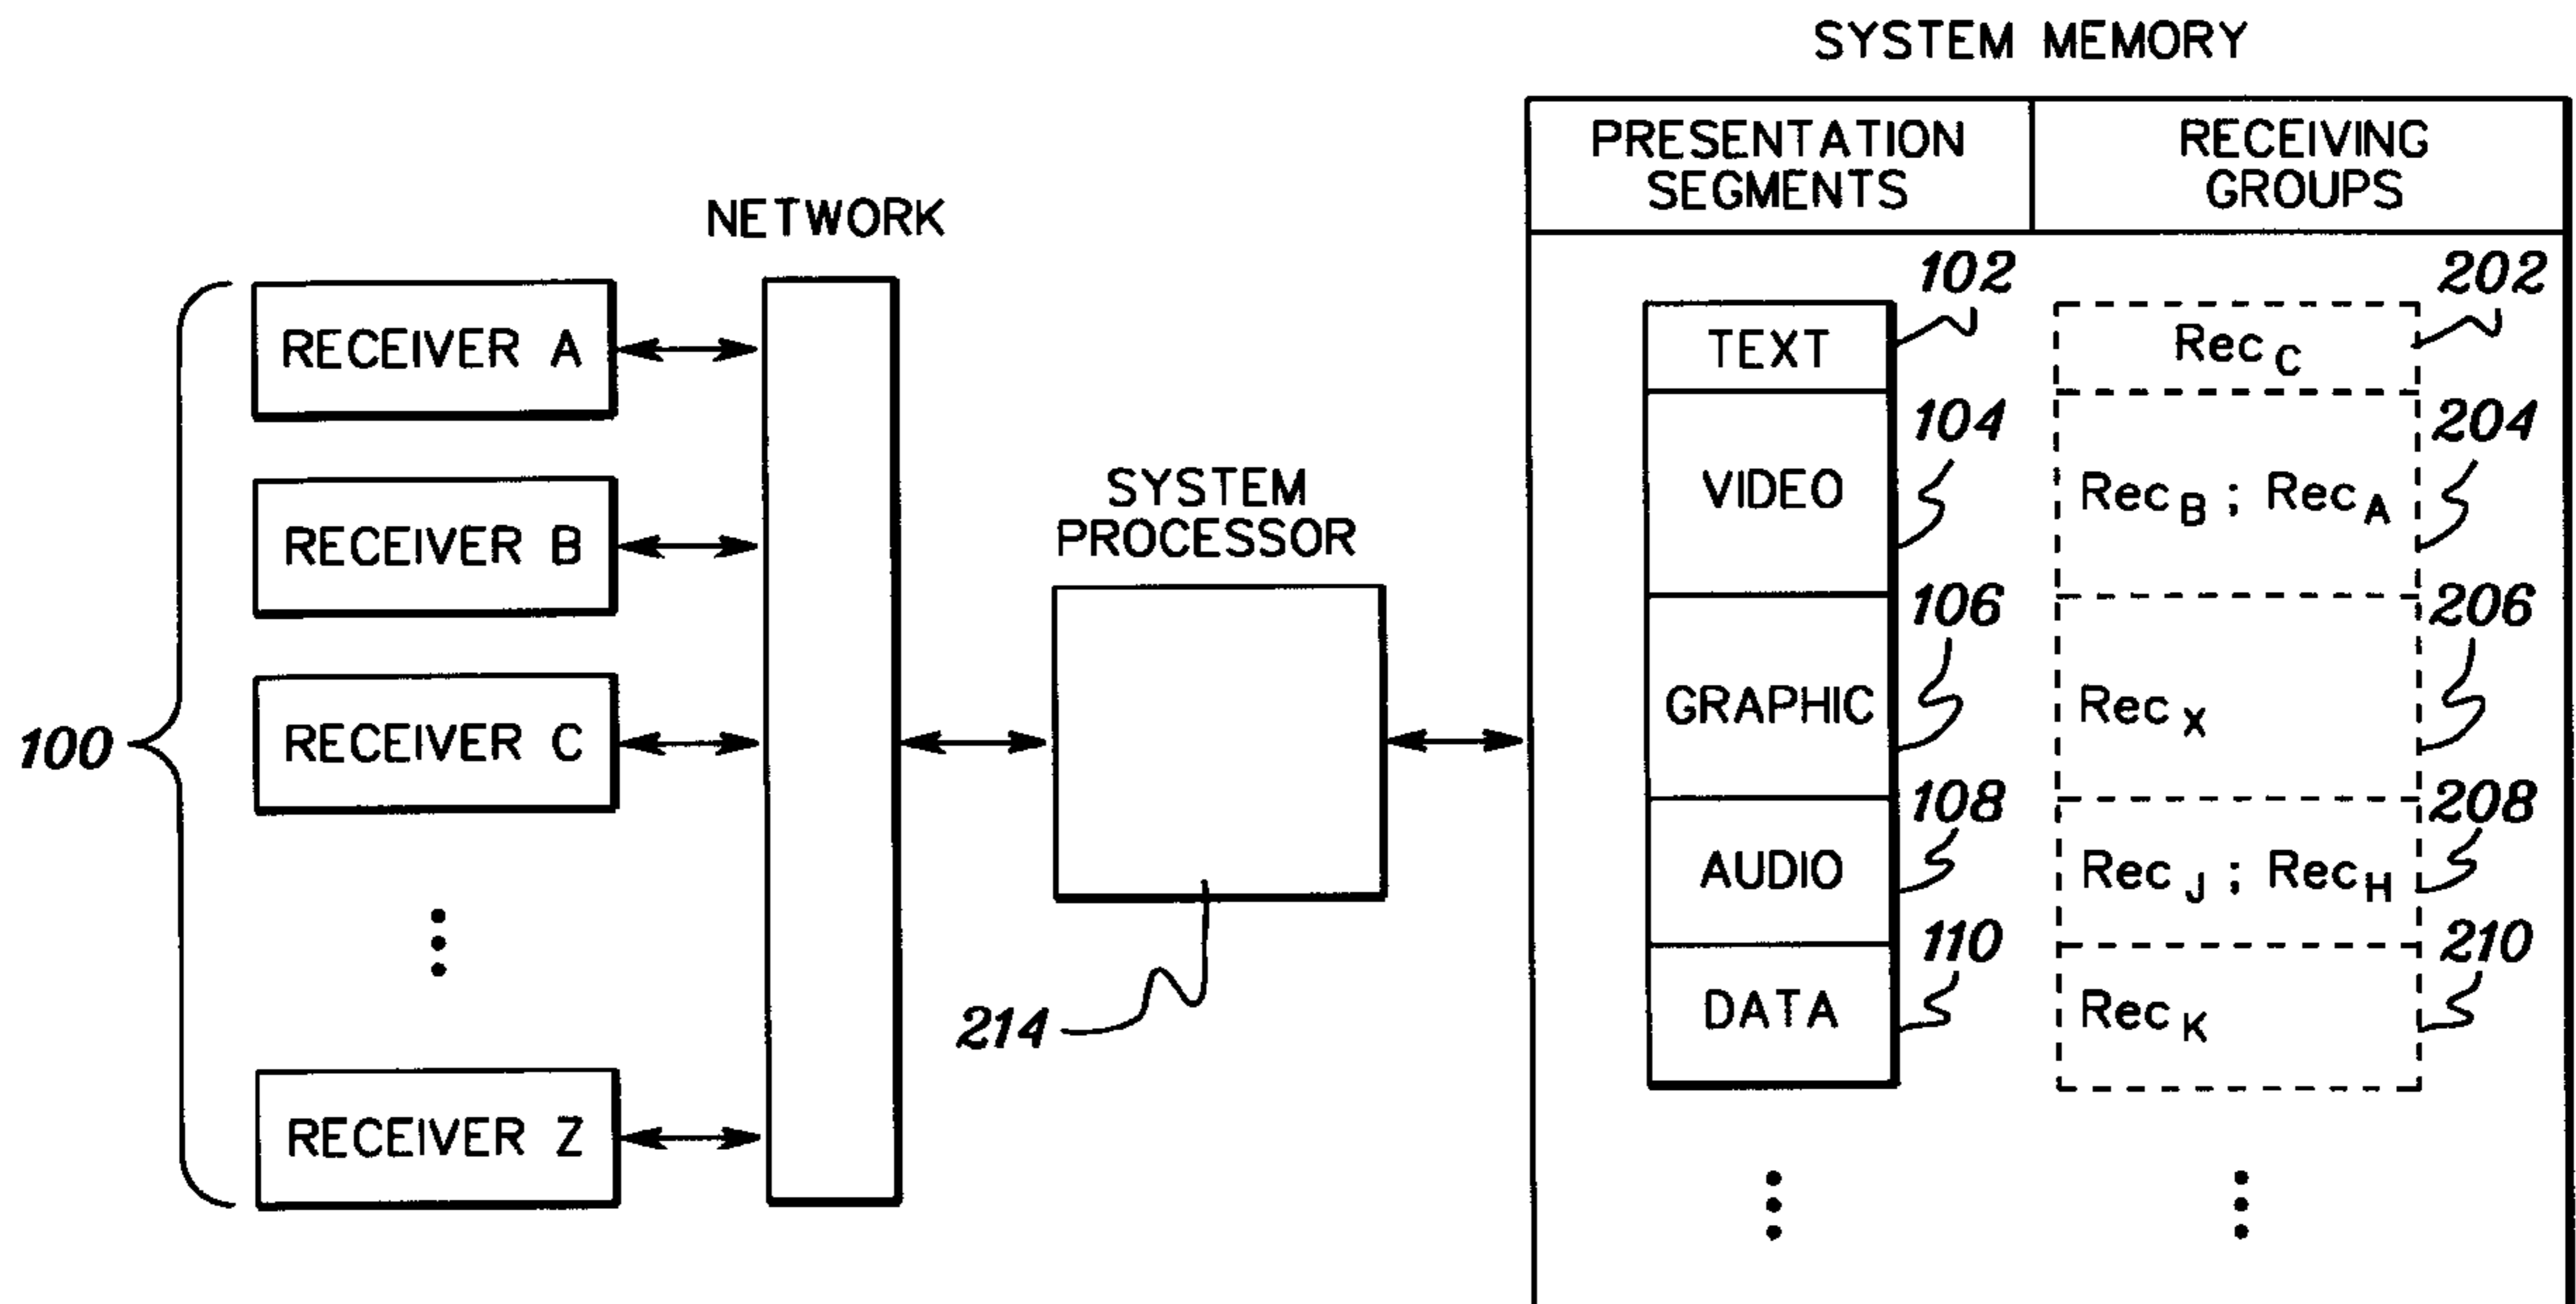 SYSTEM MEMORY
PRESENTATION
SEGMENTS
RECEIVING
GROUPS
NETWORK
100
RECEIVER A
RECEIVER B
RECEIVER C
RECEIVER Z
SYSTEM
PROCESSOR
214
TEXT
102
Rec C
202
VIDEO
104
Rec B ; Rec A
204
GRAPHIC
106
Rec X
206
AUDIO
108
Rec J ; Rec H
208
DATA
110
Rec K
210